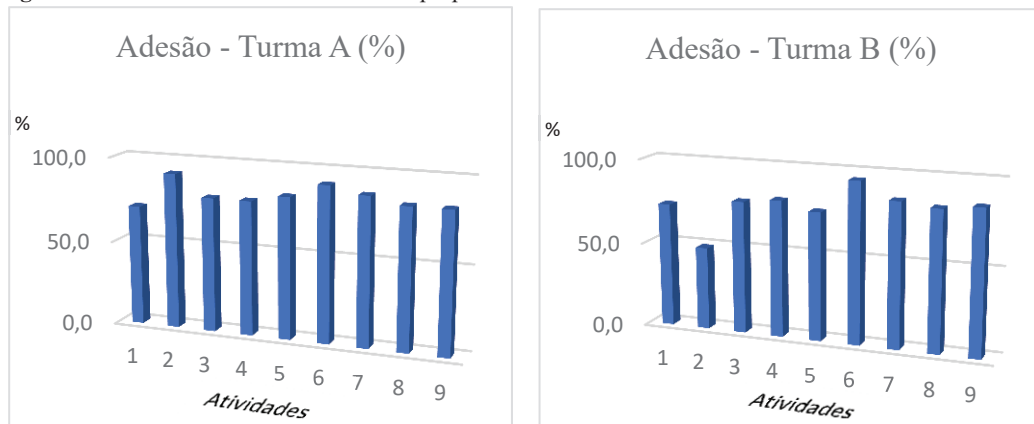 Adesão - Turma A (%)
%
100,0
50,0
0,0
1 2 3 4 5 6 7 8 9
Atividades
Adesão - Turma B (%)
%
100,0
50,0
0,0
1 2 3 4 5 6 7 8 9
Atividades